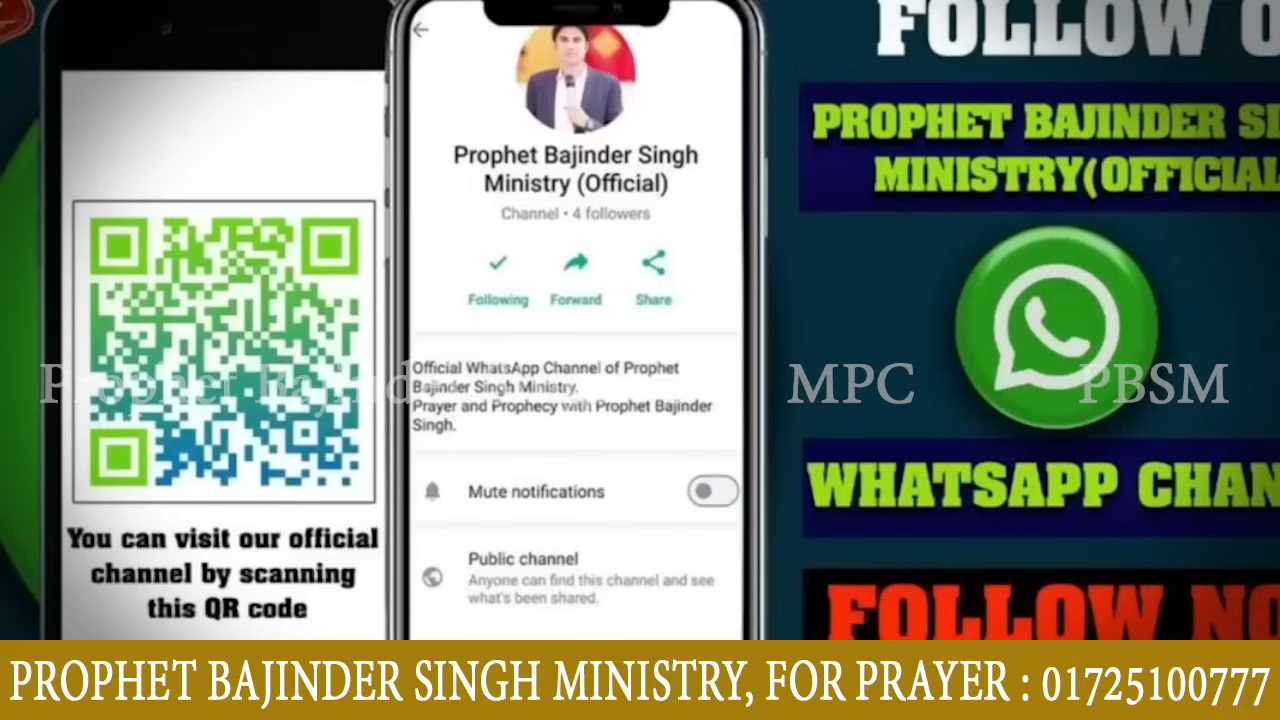 You can visit our official
channel by scanning
this QR code
Prophet Bajinder Singh
Ministry (Official)
Channel • 4 followers
Following Forward Share
Official WhatsApp Channel of Prophet
Bajinder Singh Ministry.
Prayer and Prophecy with Prophet Bajinder
Singh.
Mute notifications
Public channel
Anyone can find this channel and see
what's been shared.
FOLLOW O
PROPHET BAJINDER SI
MINISTRY(OFFICIAL
WHATSAPP CHAN
FOLLOW NO
Prophet Bajinder MPC PBSM
PROPHET BAJINDER SINGH MINISTRY, FOR PRAYER : 01725100777